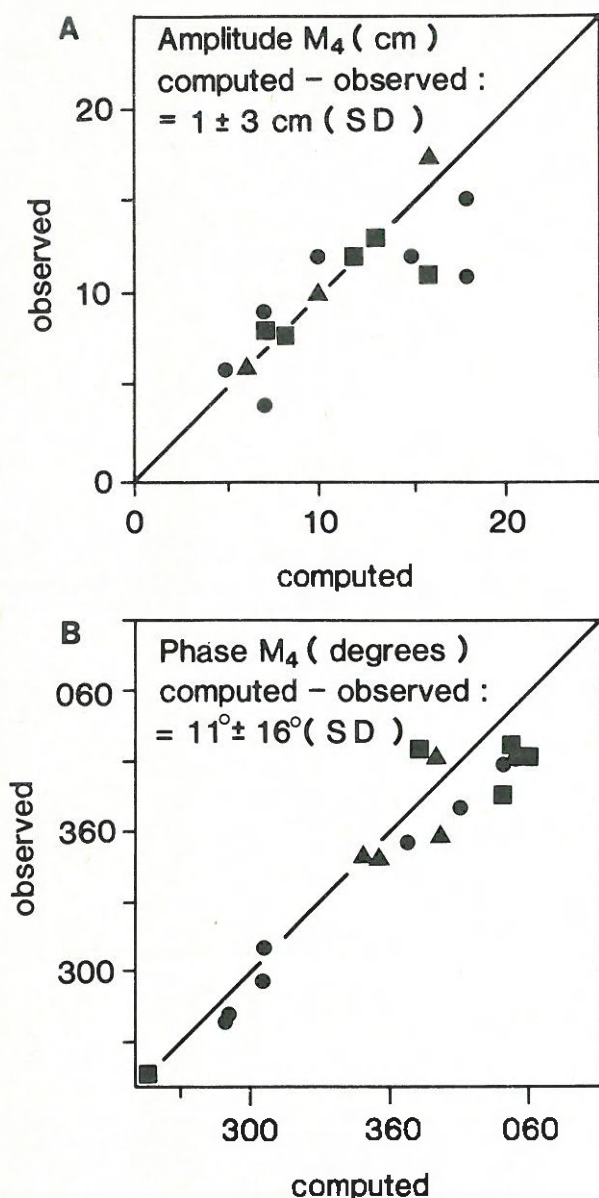 A
Amplitude M₄ ( cm )
computed – observed :
= 1 ± 3 cm ( SD )
20
10
0
observed
0 10 20
computed
B
Phase M₄ ( degrees )
computed – observed :
= 11° ± 16° ( SD )
060
360
300
observed
300 360 060
computed